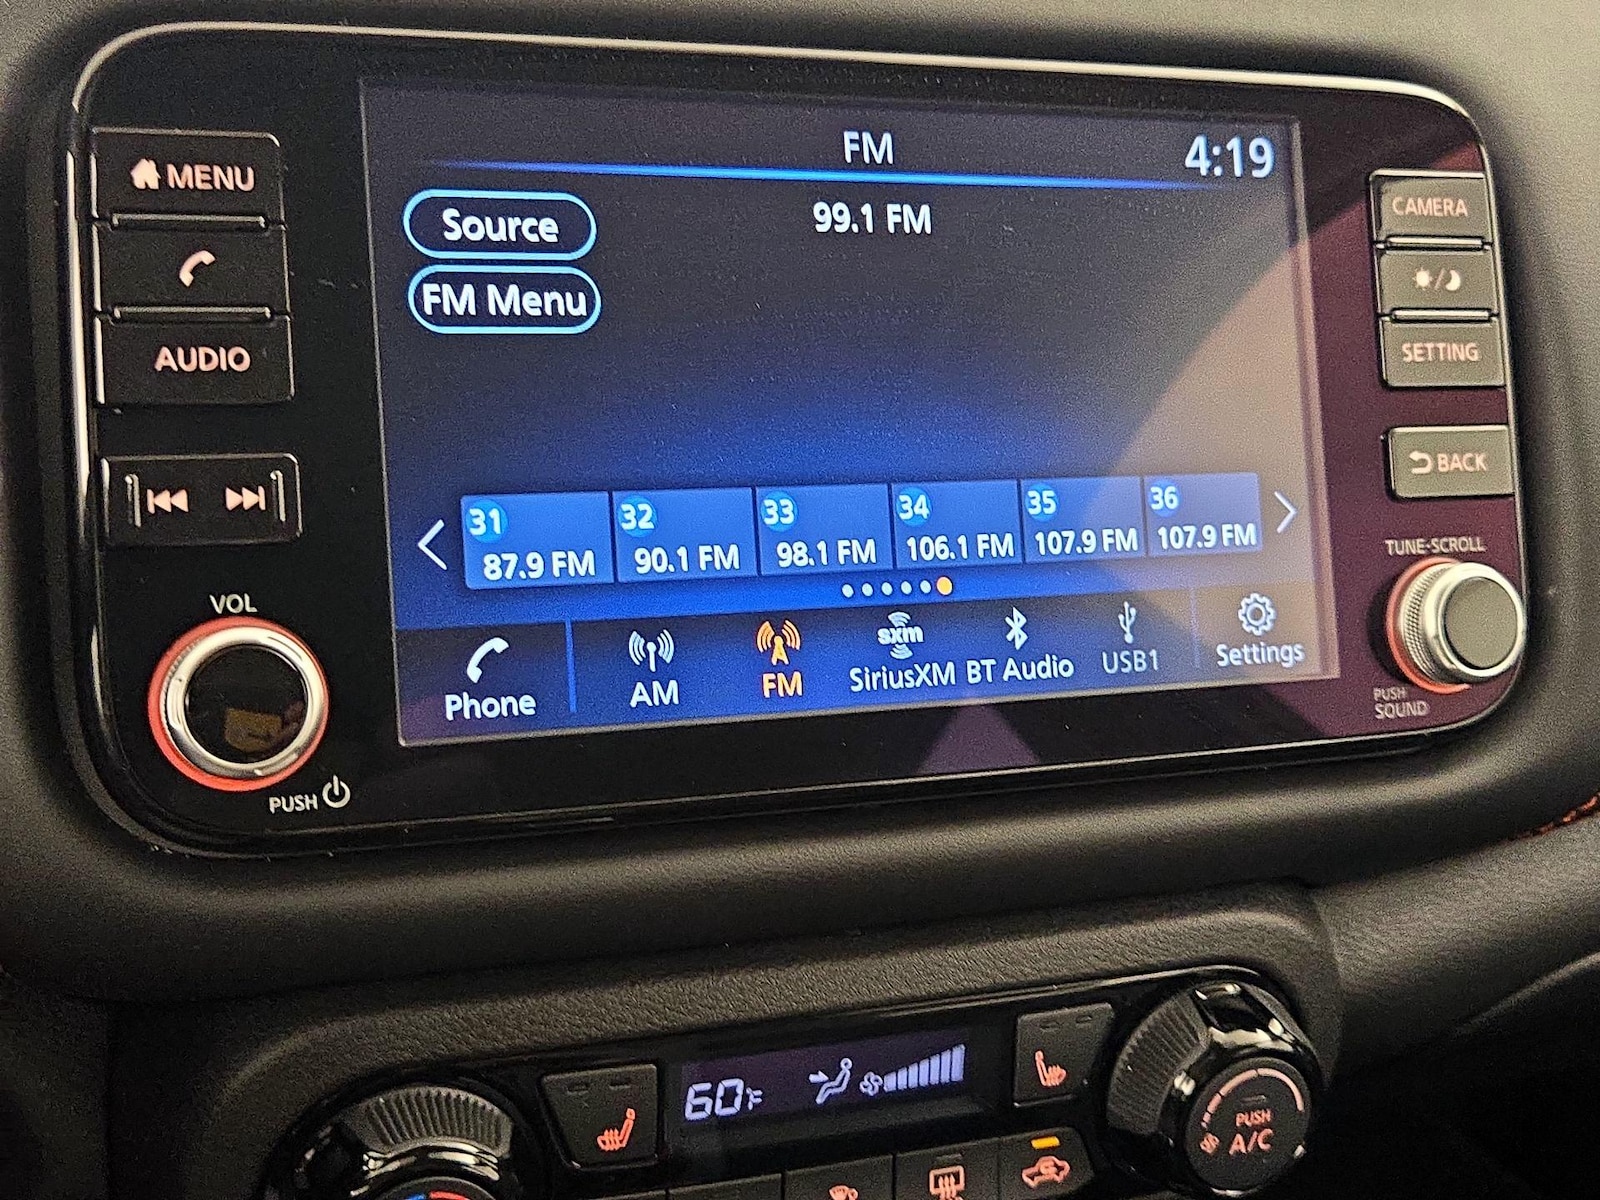 FM
4:19
MENU
Source
99.1 FM
CAMERA
FM Menu
SETTING
AUDIO
BACK
31
32
33
34
35
36
87.9 FM
90.1 FM
98.1 FM
106.1 FM
107.9 FM
107.9 FM
TUNE-SCROLL
VOL
Phone
AM
FM
sxm
SiriusXM
BT Audio
USB1
Settings
PUSH
SOUND
PUSH
60°F
PUSH
A/C